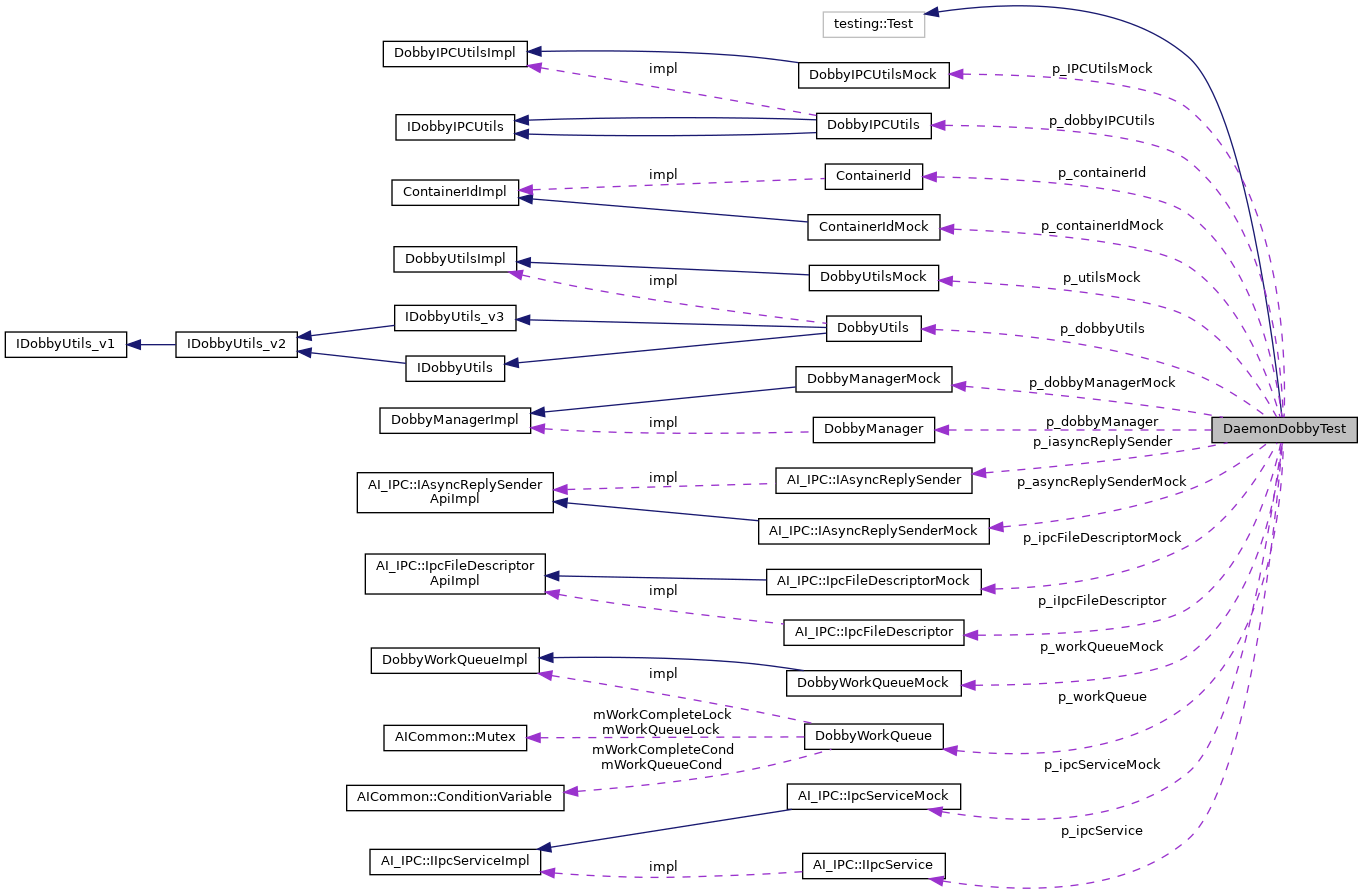 testing::Test
DobbyIPCUtilsImpl
impl
DobbyIPCUtilsMock
p_IPCUtilsMock
IDobbyIPCUtils
DobbyIPCUtils
p_dobbyIPCUtils
ContainerIdImpl
impl
ContainerId
p_containerId
ContainerIdMock
p_containerIdMock
DobbyUtilsImpl
impl
DobbyUtilsMock
p_utilsMock
IDobbyUtils_v1
IDobbyUtils_v2
IDobbyUtils_v3
DobbyUtils
p_dobbyUtils
IDobbyUtils
DobbyManagerMock
p_dobbyManagerMock
DobbyManagerImpl
impl
DobbyManager
p_dobbyManager
DaemonDobbyTest
p_iasyncReplySender
AI_IPC::IAsyncReplySender
ApiImpl
impl
AI_IPC::IAsyncReplySender
p_asyncReplySenderMock
AI_IPC::IAsyncReplySenderMock
p_ipcFileDescriptorMock
AI_IPC::IpcFileDescriptor
ApiImpl
impl
AI_IPC::IpcFileDescriptorMock
p_iIpcFileDescriptor
AI_IPC::IpcFileDescriptor
p_workQueueMock
DobbyWorkQueueImpl
impl
DobbyWorkQueueMock
p_workQueue
AICommon::Mutex
mWorkCompleteLock
mWorkQueueLock
DobbyWorkQueue
mWorkCompleteCond
mWorkQueueCond
p_ipcServiceMock
AICommon::ConditionVariable
AI_IPC::IpcServiceMock
p_ipcService
AI_IPC::IIpcServiceImpl
impl
AI_IPC::IIpcService